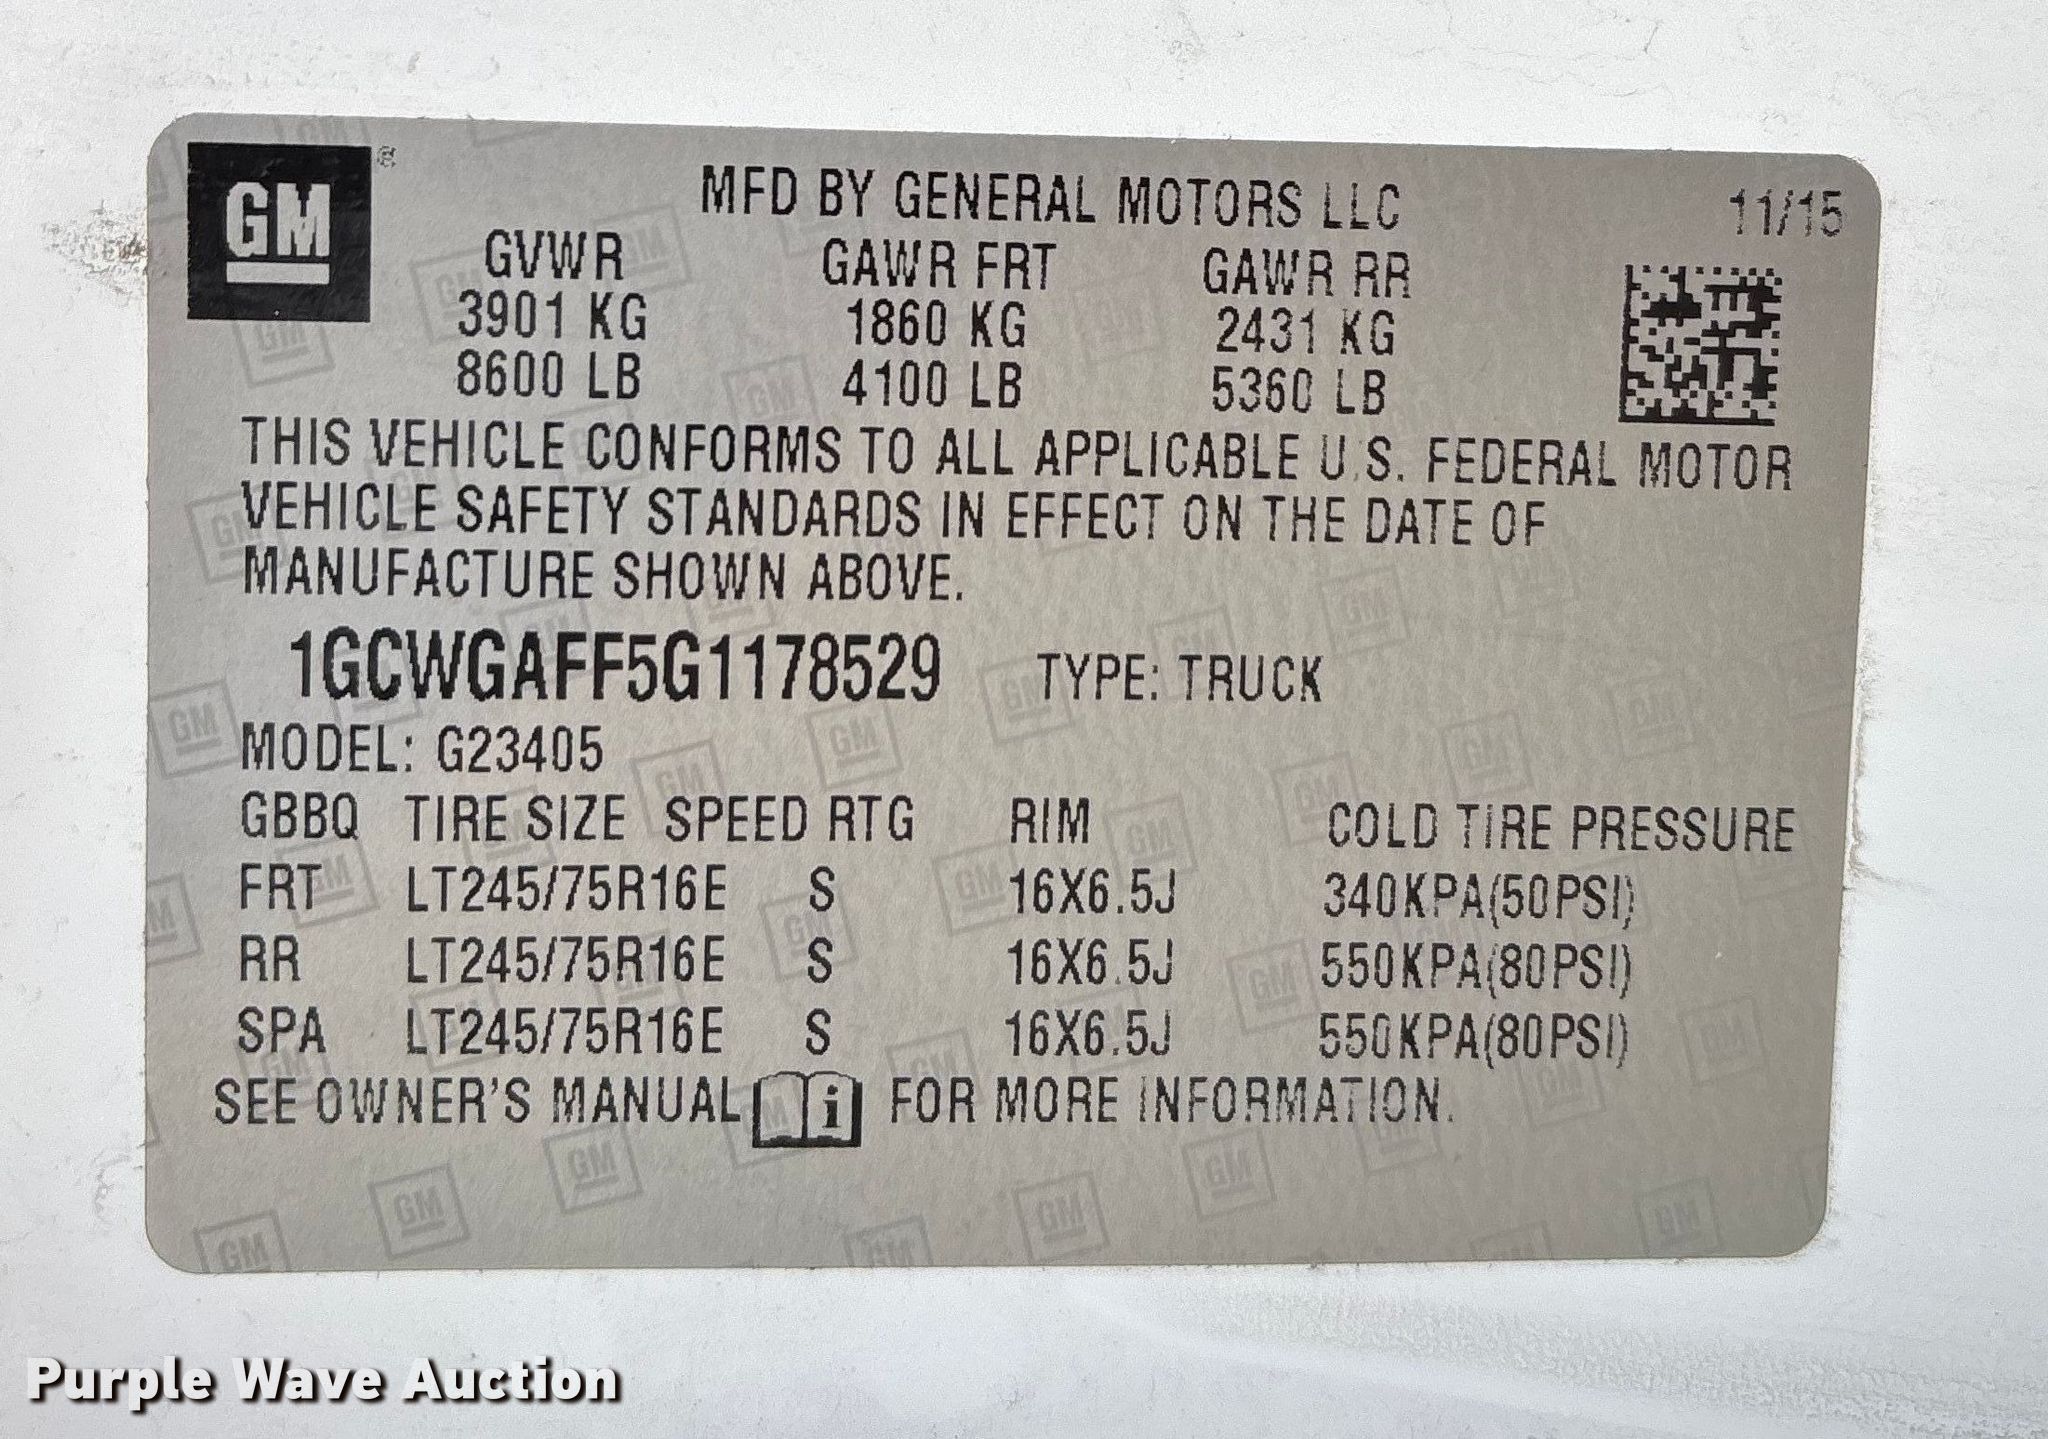 GM®
MFD BY GENERAL MOTORS LLC 11/15
GVWR GAWR FRT GAWR RR
3901 KG 1860 KG 2431 KG
8600 LB 4100 LB 5360 LB
THIS VEHICLE CONFORMS TO ALL APPLICABLE U.S. FEDERAL MOTOR
VEHICLE SAFETY STANDARDS IN EFFECT ON THE DATE OF
MANUFACTURE SHOWN ABOVE.
1GCWGAFF5G1178529 TYPE: TRUCK
MODEL: G23405
GBBQ TIRE SIZE SPEED RTG RIM COLD TIRE PRESSURE
FRT LT245/75R16E S 16X6.5J 340KPA(50PSI)
RR LT245/75R16E S 16X6.5J 550KPA(80PSI)
SPA LT245/75R16E S 16X6.5J 550KPA(80PSI)
SEE OWNER'S MANUAL i FOR MORE INFORMATION.
Purple Wave Auction